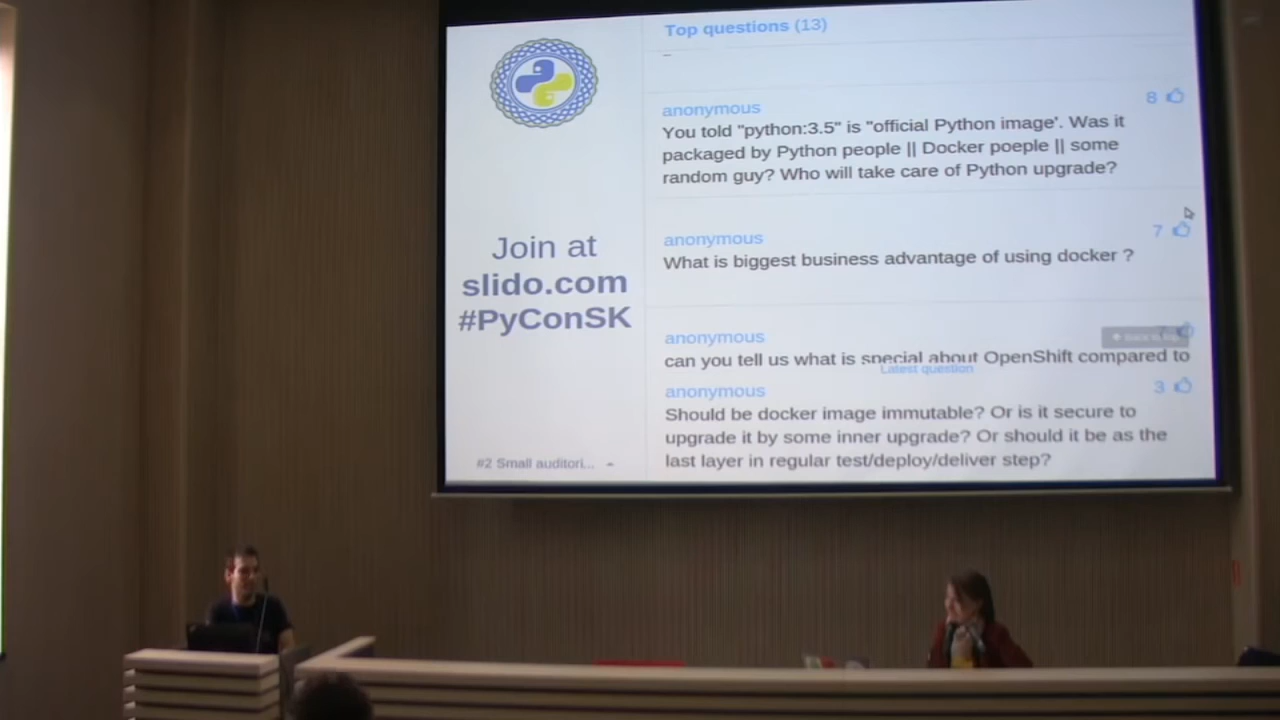 Top questions (13)
anonymous
8
You told "python:3.5" is "official Python image'. Was it
packaged by Python people || Docker poeple || some
random guy? Who will take care of Python upgrade?
anonymous
7
What is biggest business advantage of using docker ?
anonymous
7
can you tell us what is special about OpenShift compared to
Latest question
anonymous
3
Should be docker image immutable? Or is it secure to
upgrade it by some inner upgrade? Or should it be as the
last layer in regular test/deploy/deliver step?
Join at
slido.com
#PyConSK
#2 Small auditori...